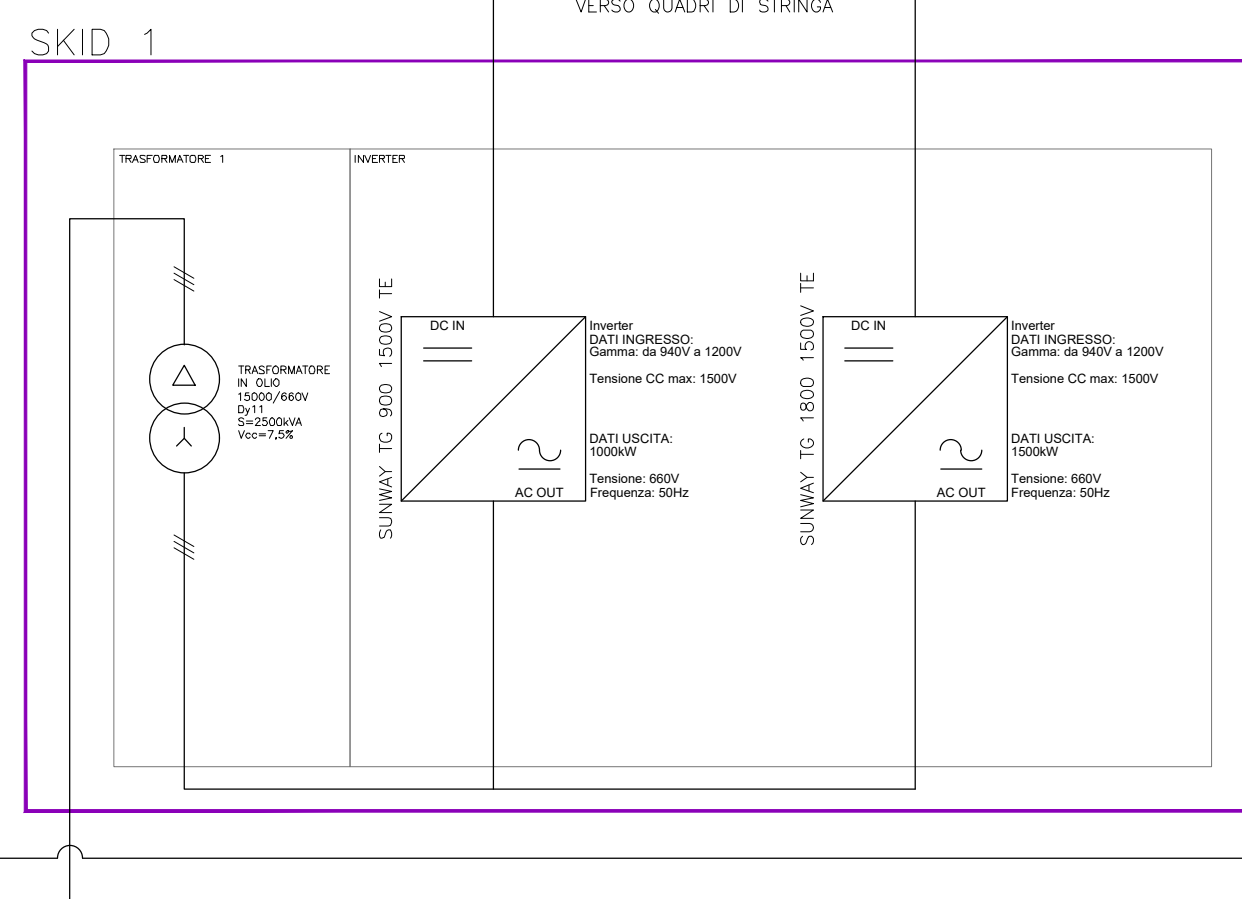 VERSO QUADRI DI STRINGA
SKID 1
TRASFORMATORE 1
INVERTER
TRASFORMATORE
IN OLIO
15000/660V
Dy11
S=2500kVA
Vcc=7,5%
SUNWAY TG 900 1500V TE
DC IN
AC OUT
Inverter
DATI INGRESSO:
Gamma: da 940V a 1200V
Tensione CC max: 1500V
DATI USCITA:
1000kW
Tensione: 660V
Frequenza: 50Hz
SUNWAY TG 1800 1500V TE
DC IN
AC OUT
Inverter
DATI INGRESSO:
Gamma: da 940V a 1200V
Tensione CC max: 1500V
DATI USCITA:
1500kW
Tensione: 660V
Frequenza: 50Hz